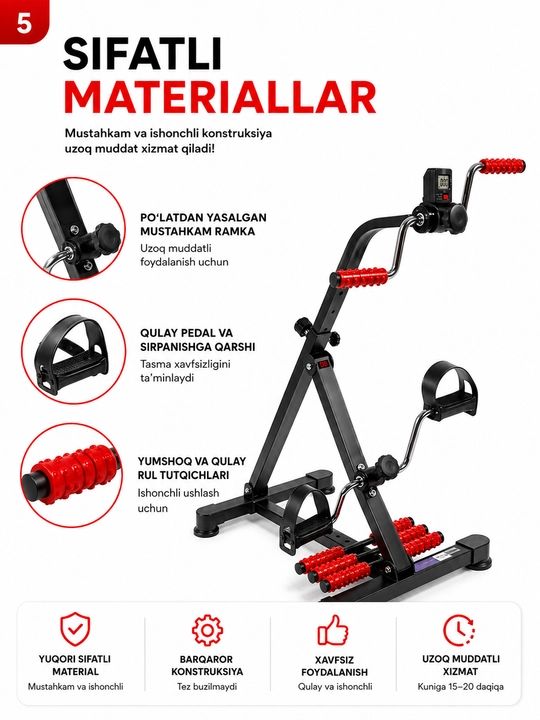 5
SIFATLI
MATERIALLAR
Mustahkam va ishonchli konstruksiya
uzoq muddat xizmat qiladi!
PO‘LATDAN YASALGAN
MUSTAHKAM RAMKA
Uzoq muddatli
foydalanish uchun
QULAY PEDAL VA
SIRPANISHGA QARSHI
Tasma xavfsizligini
ta’minlaydi
YUMSHOQ VA QULAY
RUL TUTQICHLARI
Ishonchli ushlash
uchun
YUQORI SIFATLI
MATERIAL
Mustahkam va ishonchli
BARQAROR
KONSTRUKSIYA
Tez buzilmaydi
XAVFSIZ
FOYDALANISH
Qulay va ishonchli
UZOQ MUDDATLI
XIZMAT
Kuniga 15–20 daqiqa